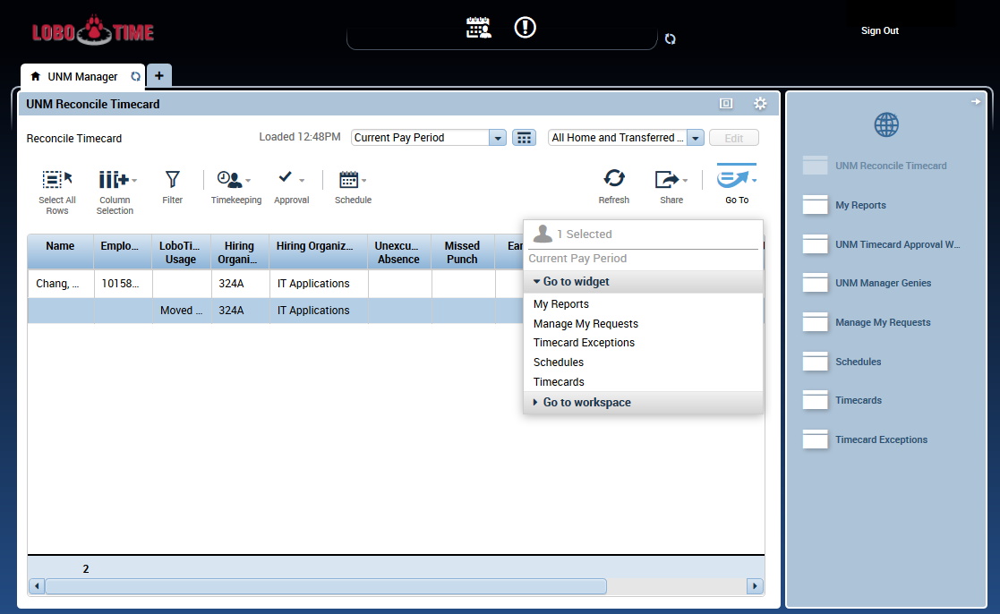 LOBO TIME
Sign Out
UNM Manager
+
UNM Reconcile Timecard
Reconcile Timecard
Loaded 12:48PM
Current Pay Period
All Home and Transferred ...
Edit
Select All
Rows
Column
Selection
Filter
Timekeeping
Approval
Schedule
Refresh
Share
Go To
Name
Emplo...
LoboTi...
Usage
Hiring
Organi...
Hiring Organiz...
Unexcu...
Absence
Missed
Punch
Ear
Chang, ...
10158...
324A
IT Applications
Moved ...
324A
IT Applications
2
1 Selected
Current Pay Period
Go to widget
My Reports
Manage My Requests
Timecard Exceptions
Schedules
Timecards
Go to workspace
UNM Reconcile Timecard
My Reports
UNM Timecard Approval W...
UNM Manager Genies
Manage My Requests
Schedules
Timecards
Timecard Exceptions